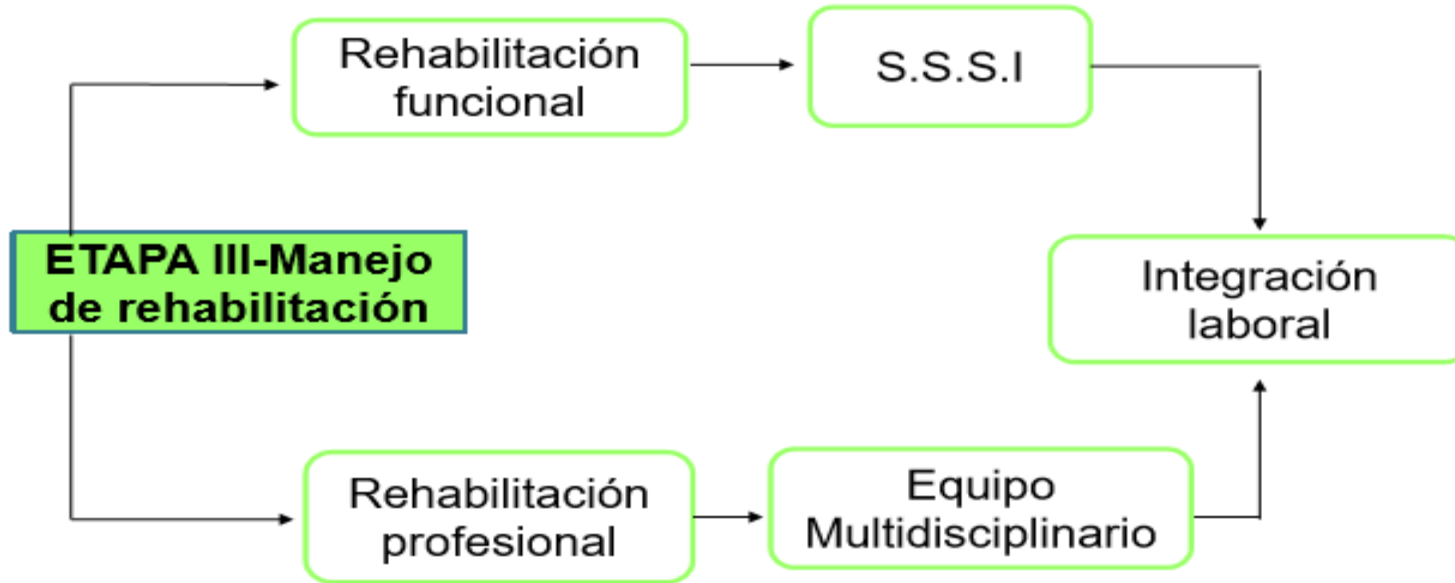 Rehabilitación
funcional
S.S.S.I
ETAPA III-Manejo
de rehabilitación
Integración
laboral
Rehabilitación
profesional
Equipo
Multidisciplinario